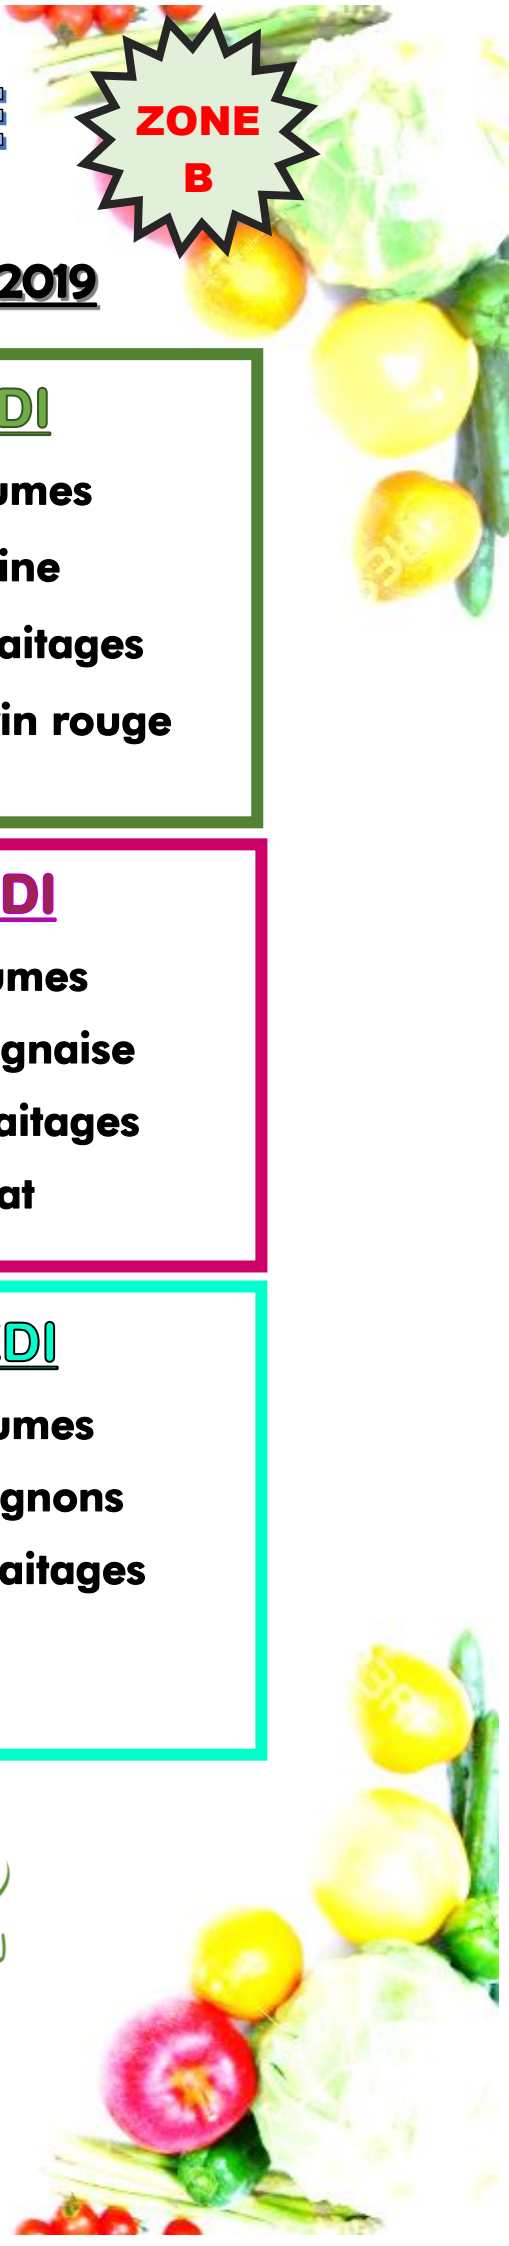 E
ZONE
B
2019
DI
umes
ine
aitages
in rouge
DI
umes
gnaise
aitages
at
DI
umes
gnons
aitages